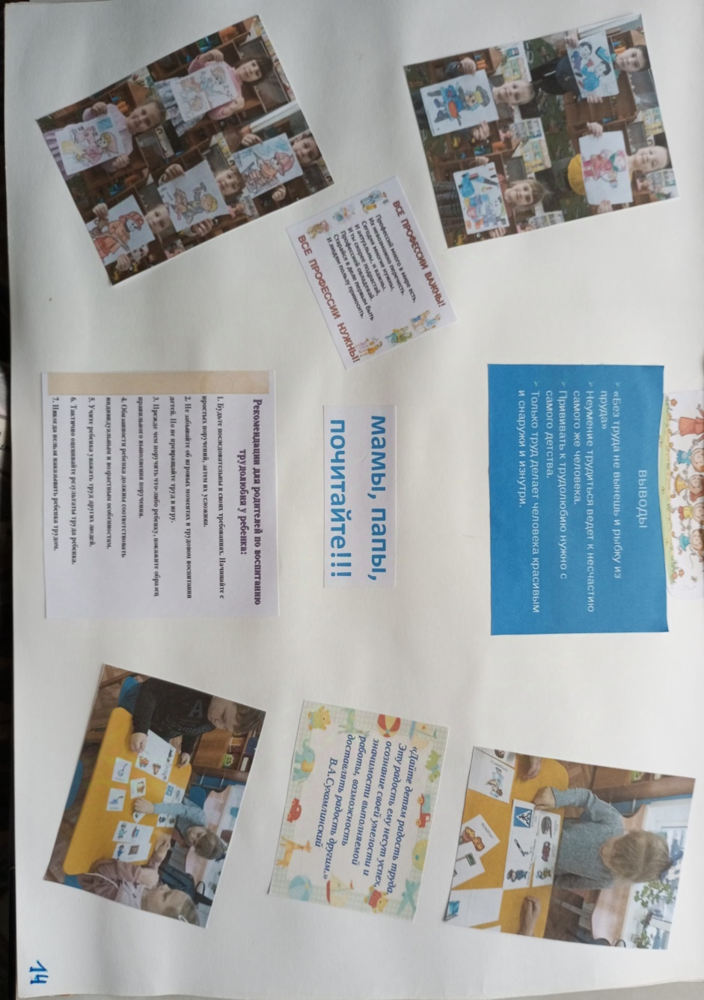 ВСЕ ПРОФЕССИИ ВАЖНЫ!
Профессий много в мире есть,
Их невозможно перечесть.
Сегодня многие нужны,
И актуальны, и важны.
И ты скорее подрастай,
Профессией овладевай.
Старайся в деле первым быть
И людям пользу приносить.
ВСЕ ПРОФЕССИИ НУЖНЫ!
ВЫВОДЫ
«Без труда не вынешь и рыбку из
пруда»
Неумение трудиться ведет к несчастию
самого же человека.
Прививать к трудолюбию нужно с
самого детства.
Только труд делает человека красивым
и снаружи и изнутри.
мамы, папы,
почитайте!!!
Рекомендации для родителей по воспитанию
трудолюбия у ребенка:
1. Будьте последовательны в своих требованиях. Начинайте с
простых поручений, затем их усложняя.
2. Не забывайте об игровых моментах в трудовом воспитании
детей. Но не превращайте труд в игру.
3. Прежде чем поручить что-либо ребенку, покажите образец
правильного выполнения поручения.
4. Обязанности ребенка должны соответствовать
индивидуальным и возрастным особенностям.
5. Учите ребенка уважать труд других людей.
6. Тактично оценивайте результаты труда ребенка.
7. Никогда нельзя наказывать ребенка трудом.
«Дайте детям радость труда.
Эту радость ему несут успех,
осознание своей умелости и
значимости выполняемой
работы, возможность
доставлять радость другим.»
В.А.Сухомлинский
14